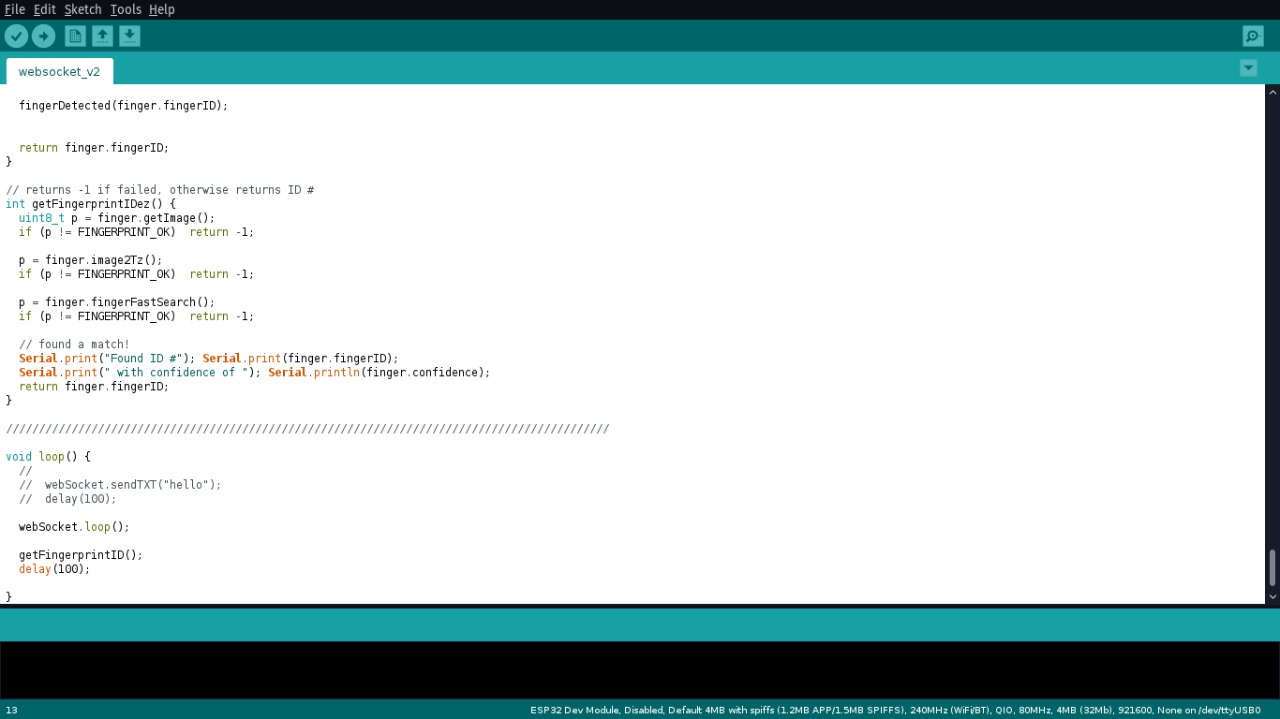 File Edit Sketch Tools Help
websocket_v2
fingerDetected(finger.fingerID);
return finger.fingerID;
}
// returns -1 if failed, otherwise returns ID #
int getFingerprintIDez() {
uint8_t p = finger.getImage();
if (p != FINGERPRINT_OK)  return -1;
p = finger.image2Tz();
if (p != FINGERPRINT_OK)  return -1;
p = finger.fingerFastSearch();
if (p != FINGERPRINT_OK)  return -1;
// found a match!
Serial.print("Found ID #"); Serial.print(finger.fingerID);
Serial.print(" with confidence of "); Serial.println(finger.confidence);
return finger.fingerID;
}
////////////////////////////////////////////////////////////////////////////////////////////
void loop() {
//
//  webSocket.sendTXT("hello");
//  delay(100);
webSocket.loop();
getFingerprintID();
delay(100);
}
13 ESP32 Dev Module, Disabled, Default 4MB with spiffs (1.2MB APP/1.5MB SPIFFS), 240MHz (WiFi/BT), QIO, 80MHz, 4MB (32Mb), 921600, None on /dev/ttyUSB0